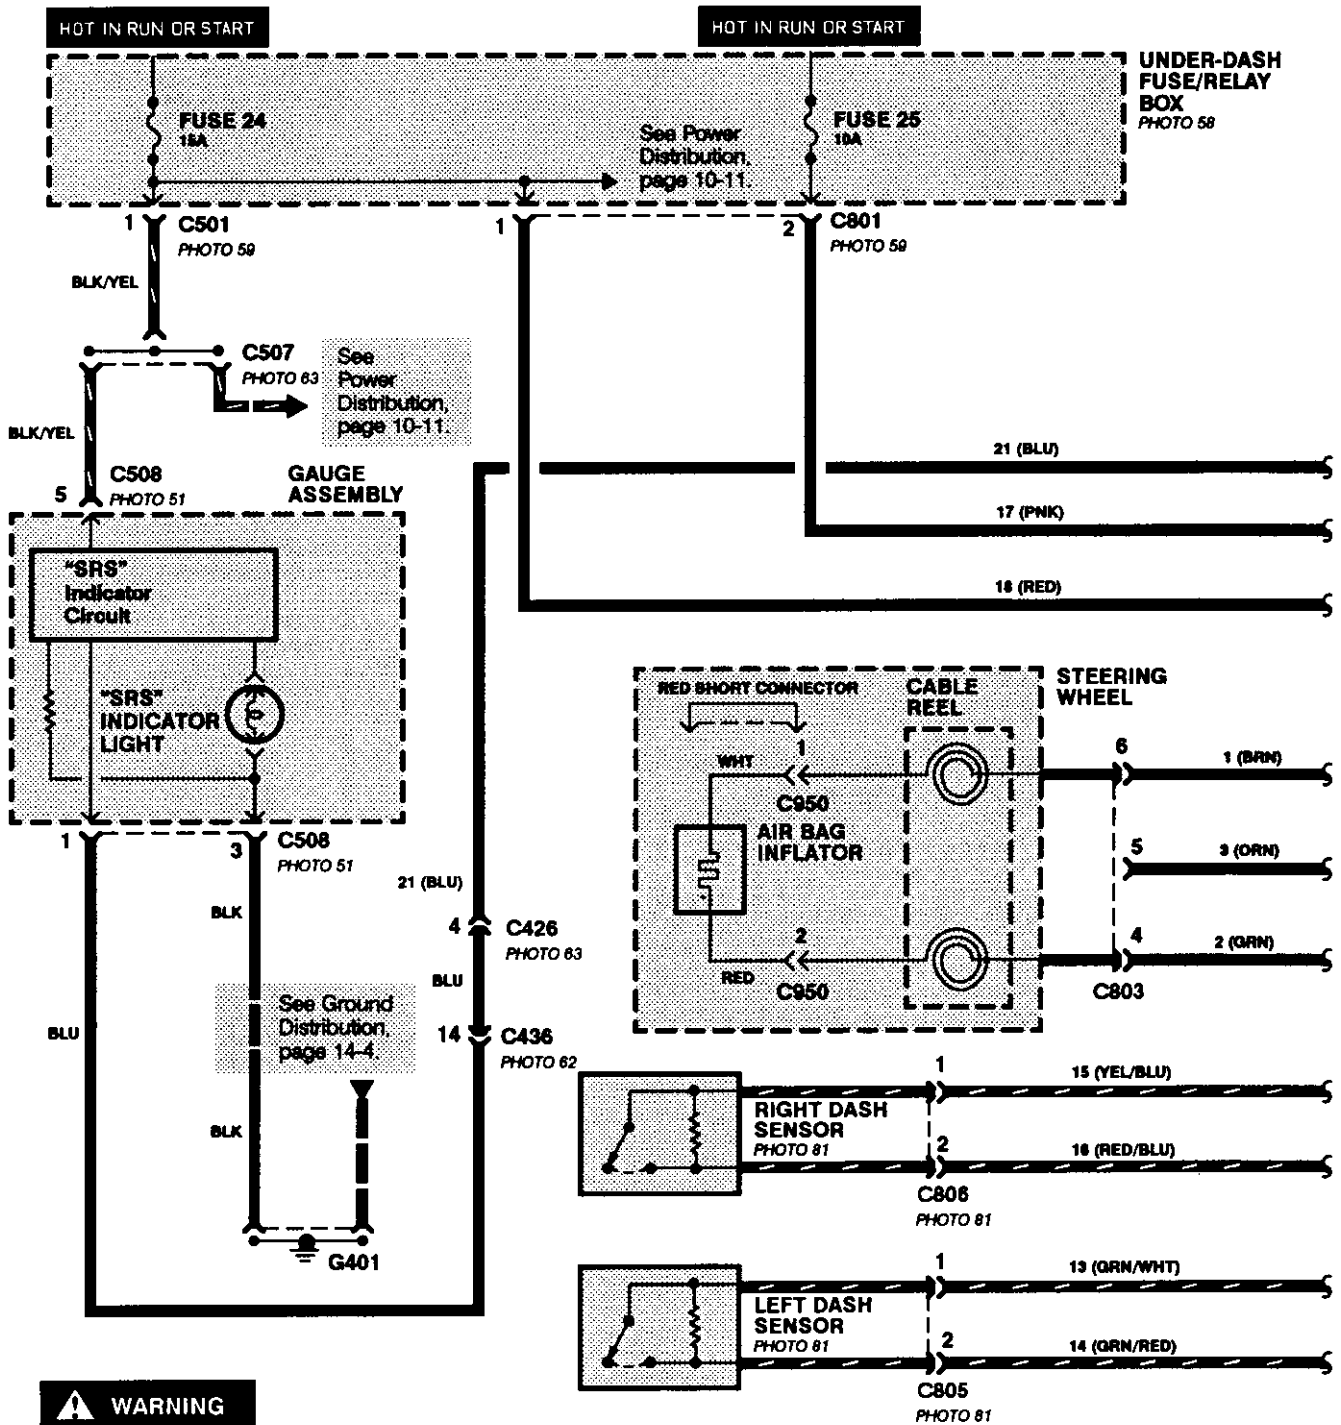 HOT IN RUN OR START
HOT IN RUN OR START
UNDER-DASH
FUSE/RELAY
BOX
PHOTO 58
FUSE 24
15A
See Power
Distribution,
page 10-11.
FUSE 25
10A
1
C501
PHOTO 59
1
2
C801
PHOTO 59
BLK/YEL
C507
PHOTO 63
See
Power
Distribution,
page 10-11.
BLK/YEL
5
C508
PHOTO 51
GAUGE
ASSEMBLY
21 (BLU)
17 (PNK)
18 (RED)
"SRS"
Indicator
Circuit
"SRS"
INDICATOR
LIGHT
RED SHORT CONNECTOR
CABLE
REEL
STEERING
WHEEL
WHT
1
C950
6
1 (BRN)
AIR BAG
INFLATOR
5
3 (ORN)
RED
2
C950
4
2 (GRN)
C803
1
3
C508
PHOTO 51
BLK
21 (BLU)
4
C426
PHOTO 63
BLU
See Ground
Distribution,
page 14-4.
BLU
14
C436
PHOTO 62
BLK
G401
RIGHT DASH
SENSOR
PHOTO 81
1
15 (YEL/BLU)
2
16 (RED/BLU)
C806
PHOTO 81
LEFT DASH
SENSOR
PHOTO 81
1
13 (GRN/WHT)
2
14 (GRN/RED)
C805
PHOTO 81
WARNING